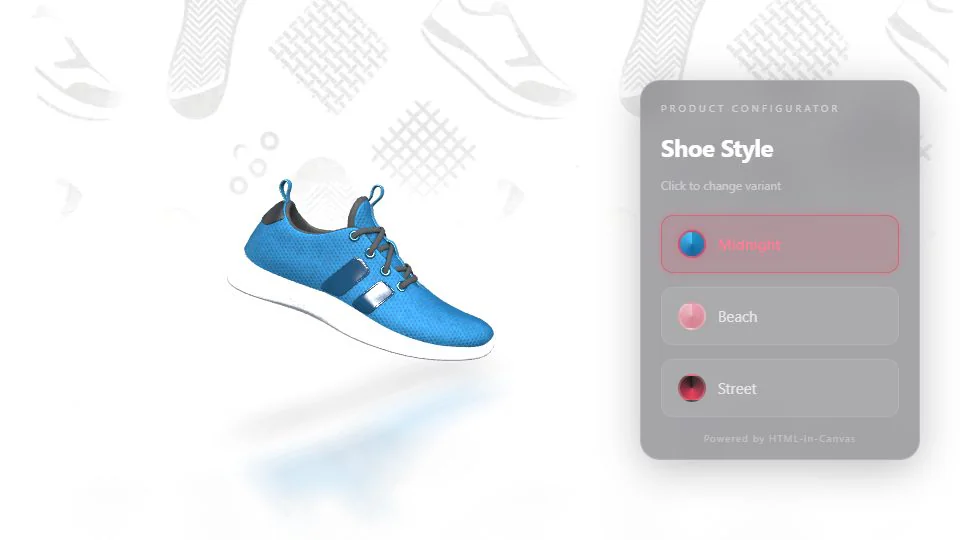 PRODUCT CONFIGURATOR
Shoe Style
Click to change variant
Midnight
Beach
Street
Powered by HTML-in-Canvas